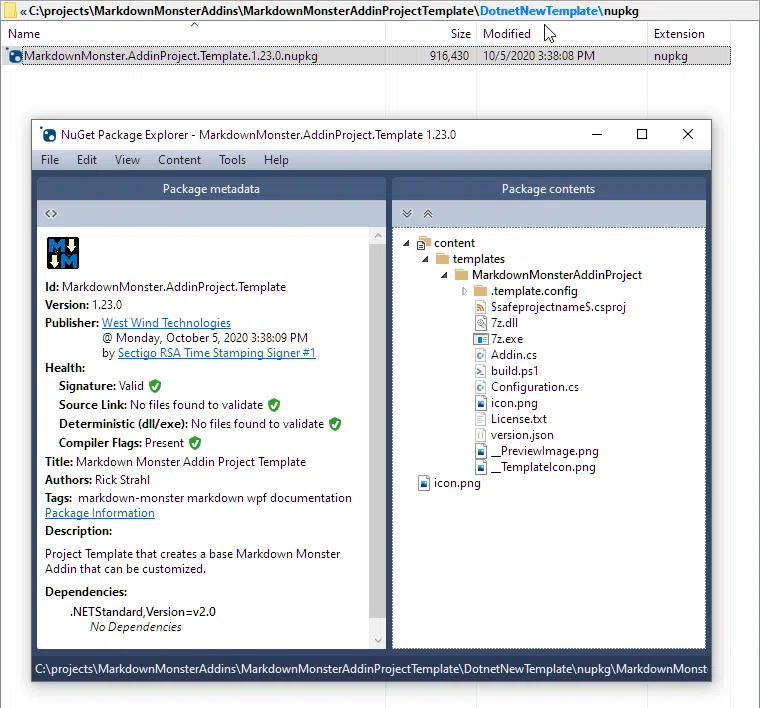 « C:\projects\MarkdownMonsterAddins\MarkdownMonsterAddinProjectTemplate\DotnetNewTemplate\nupkg
Name Size Modified Extension
MarkdownMonster.AddinProject.Template.1.23.0.nupkg 916,430 10/5/2020 3:38:08 PM nupkg
NuGet Package Explorer - MarkdownMonster.AddinProject.Template 1.23.0
File Edit View Content Tools Help
Package metadata
M
M
Id: MarkdownMonster.AddinProject.Template
Version: 1.23.0
Publisher: West Wind Technologies
@ Monday, October 5, 2020 3:38:09 PM
by Sectigo RSA Time Stamping Signer #1
Health:
Signature: Valid
Source Link: No files found to validate
Deterministic (dll/exe): No files found to validate
Compiler Flags: Present
Title: Markdown Monster Addin Project Template
Authors: Rick Strahl
Tags: markdown-monster markdown wpf documentation
Package Information
Description:
Project Template that creates a base Markdown Monster
Addin that can be customized.
Dependencies:
.NETStandard,Version=v2.0
No Dependencies
Package contents
content
templates
MarkdownMonsterAddinProject
.template.config
$safeprojectname$.csproj
7z.dll
7z.exe
Addin.cs
build.ps1
Configuration.cs
icon.png
License.txt
version.json
__PreviewImage.png
__TemplateIcon.png
icon.png
C:\projects\MarkdownMonsterAddins\MarkdownMonsterAddinProjectTemplate\DotnetNewTemplate\nupkg\MarkdownMonst